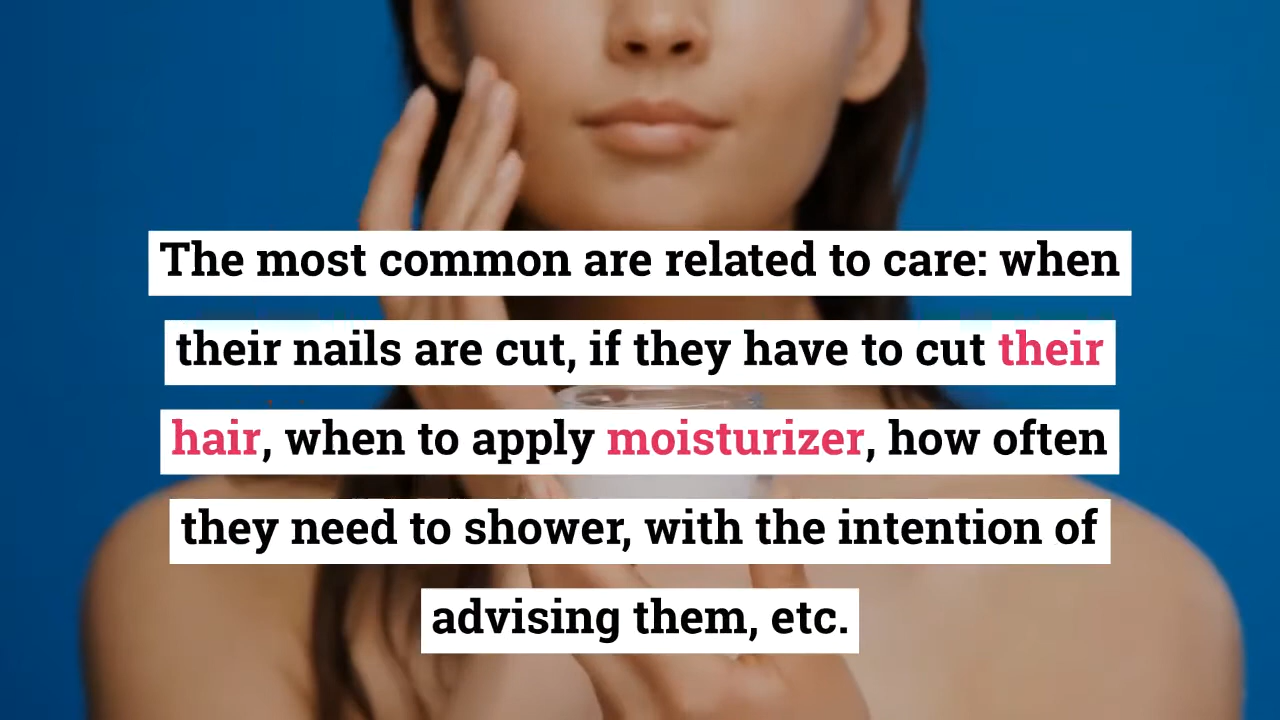 The most common are related to care: when
their nails are cut, if they have to cut their
hair, when to apply moisturizer, how often
they need to shower, with the intention of
advising them, etc.